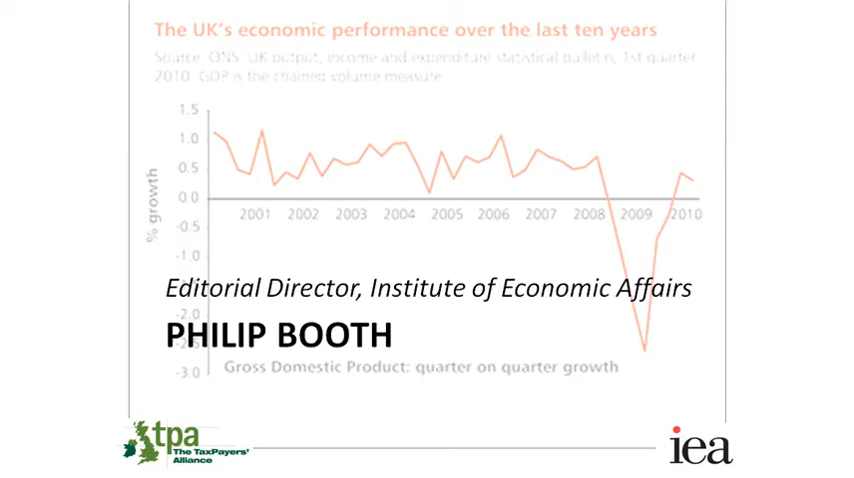 The UK's economic performance over the last ten years
Source: ONS. UK output, income and expenditure statistical bulletin, 1st quarter
2010. GDP is the chained volume measure
1.5
1.0
0.5
0.0
-0.5
-1.0
-2.0
-2.5
-3.0
% growth
2001 2002 2003 2004 2005 2006 2007 2008 2009 2010
Editorial Director, Institute of Economic Affairs
PHILIP BOOTH
Gross Domestic Product: quarter on quarter growth
tpa
The TaxPayers'
Alliance
iea